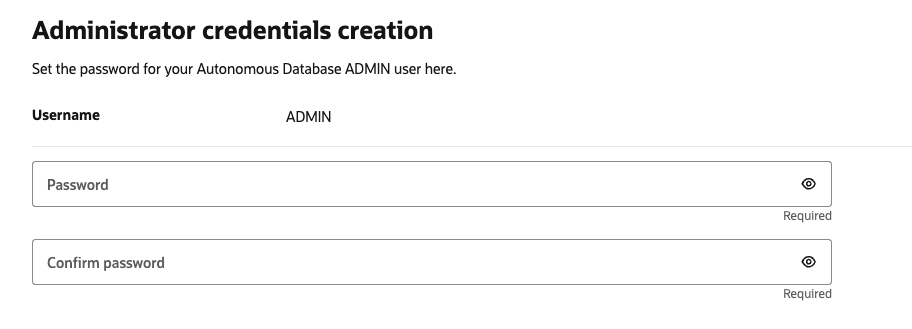 Administrator credentials creation
Set the password for your Autonomous Database ADMIN user here.
Username ADMIN
Password
Required
Confirm password
Required